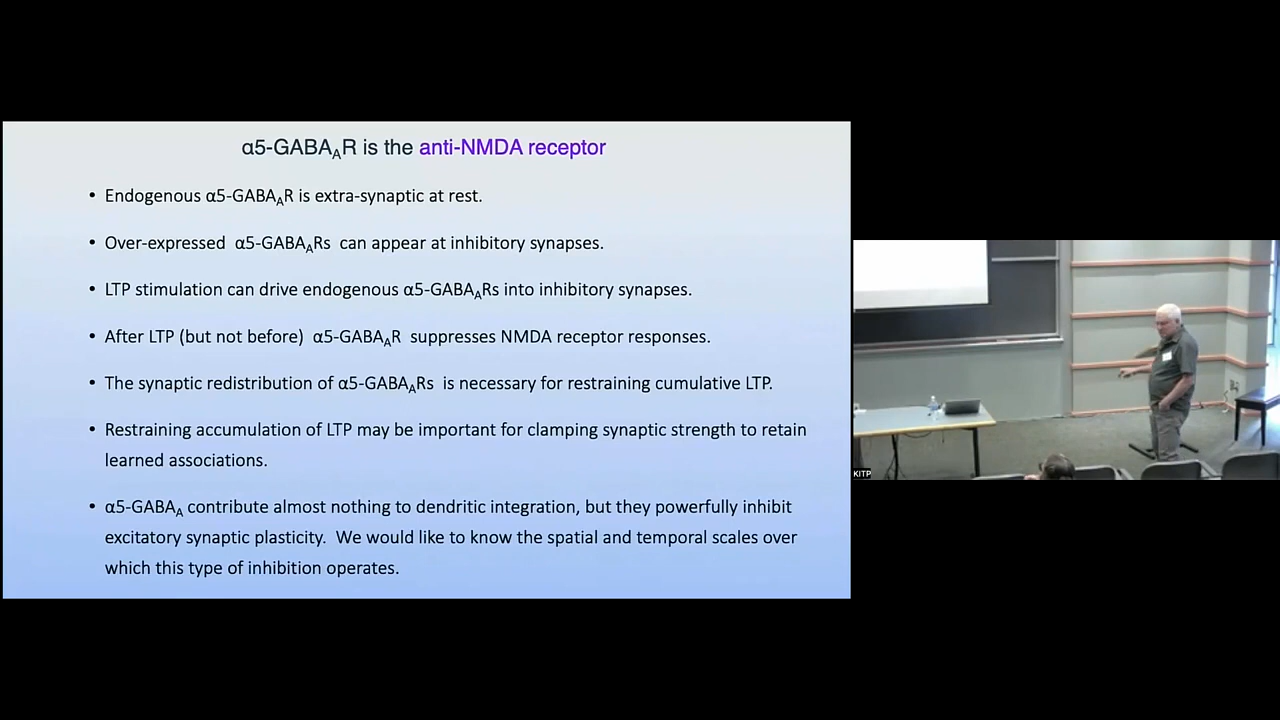 α5-GABA_AR is the anti-NMDA receptor
• Endogenous α5-GABA_AR is extra-synaptic at rest.
• Over-expressed α5-GABA_ARs can appear at inhibitory synapses.
• LTP stimulation can drive endogenous α5-GABA_ARs into inhibitory synapses.
• After LTP (but not before) α5-GABA_AR suppresses NMDA receptor responses.
• The synaptic redistribution of α5-GABA_ARs is necessary for restraining cumulative LTP.
• Restraining accumulation of LTP may be important for clamping synaptic strength to retain
learned associations.
• α5-GABA_A contribute almost nothing to dendritic integration, but they powerfully inhibit
excitatory synaptic plasticity. We would like to know the spatial and temporal scales over
which this type of inhibition operates.
KITP